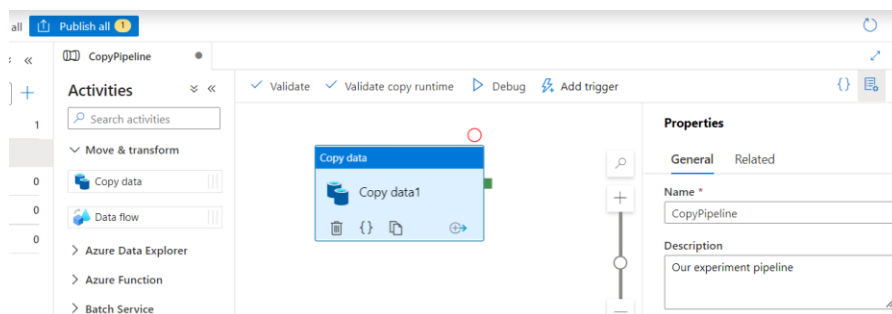 all Publish all 1
CopyPipeline
Activities
Validate Validate copy runtime Debug Add trigger {}
Search activities
1
Move & transform
0 Copy data
0 Data flow
0
Azure Data Explorer
Azure Function
Batch Service
Copy data
Copy data1
{}
Properties
General Related
Name *
CopyPipeline
Description
Our experiment pipeline